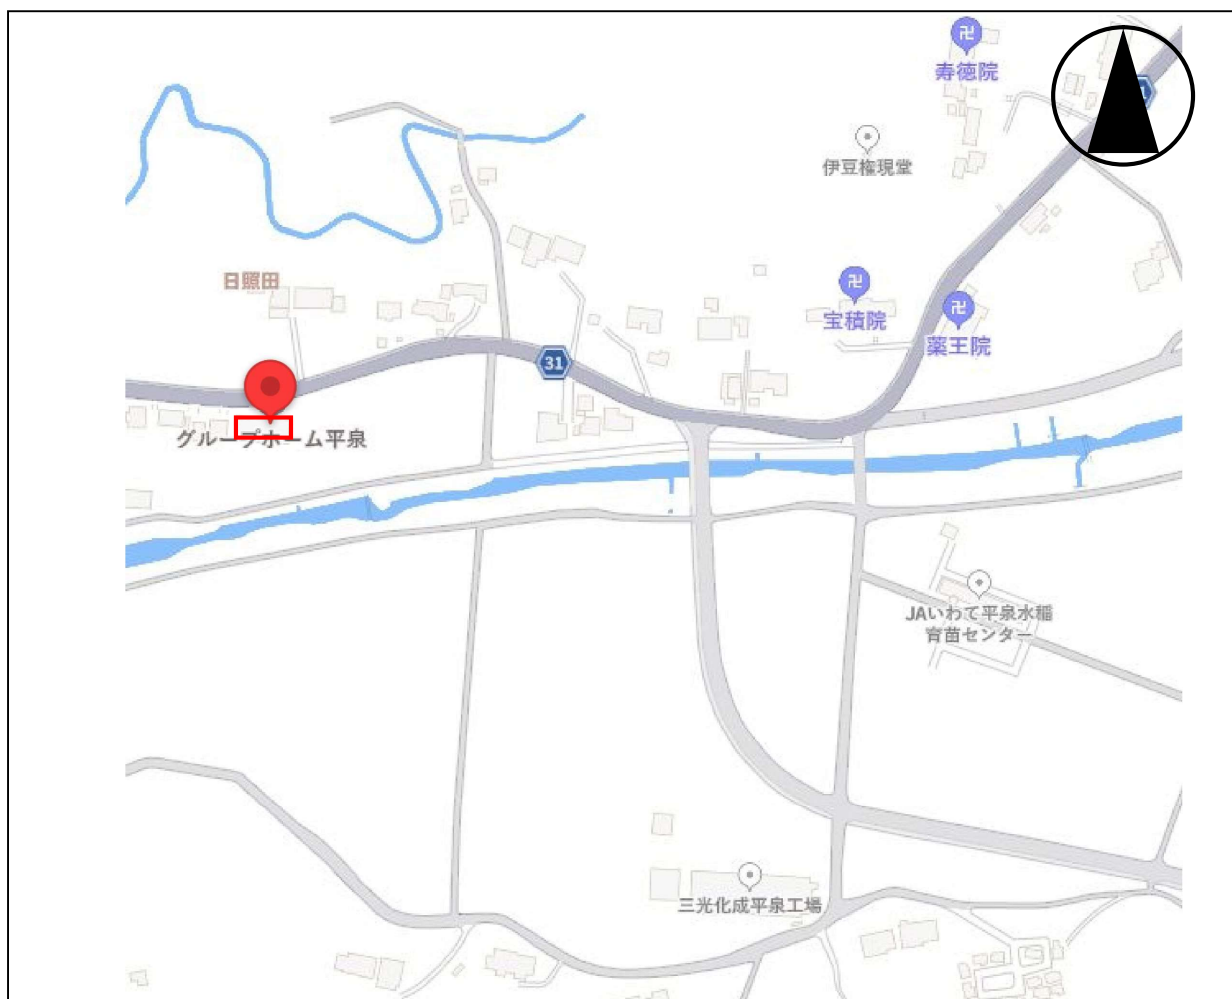 寿徳院
伊豆権現堂
日照田
宝積院
薬王院
31
グループホーム平泉
JAいわて平泉水稲
育苗センター
三光化成平泉工場